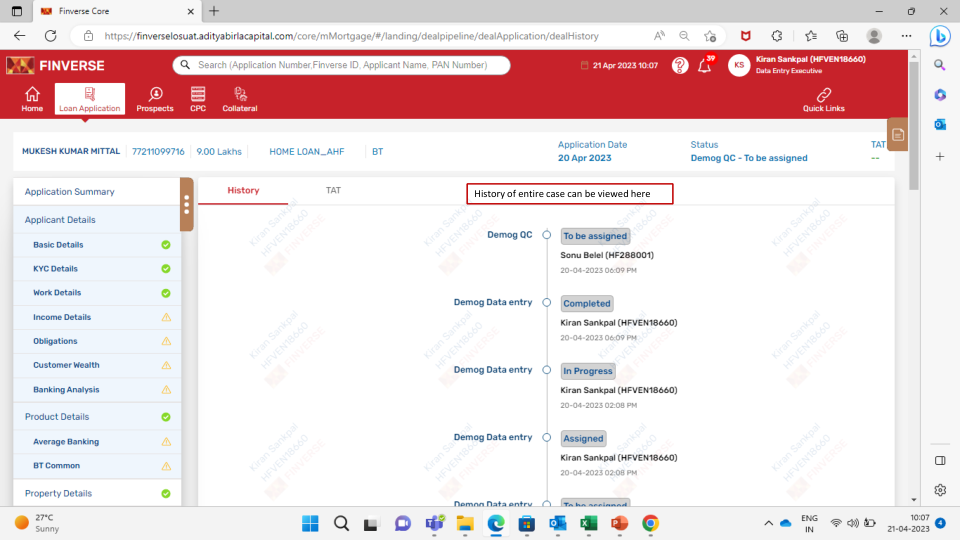 Finverse Core
https://finverselosuat.adityabirlacapital.com/core/mMortgage/#/landing/dealpipeline/dealApplication/dealHistory
FINVERSE
Search (Application Number,Finverse ID, Applicant Name, PAN Number)
21 Apr 2023 10:07
39
KS
Kiran Sankpal (HFVEN18660)
Data Entry Executive
Home
Loan Application
Prospects
CPC
Collateral
Quick Links
MUKESH KUMAR MITTAL
77211099716
9.00 Lakhs
HOME LOAN_AHF
BT
Application Date
20 Apr 2023
Status
Demog QC - To be assigned
TAT
--
Application Summary
Applicant Details
Basic Details
KYC Details
Work Details
Income Details
Obligations
Customer Wealth
Banking Analysis
Product Details
Average Banking
BT Common
Property Details
History
TAT
History of entire case can be viewed here
Demog QC
To be assigned
Sonu Belel (HF288001)
20-04-2023 06:09 PM
Demog Data entry
Completed
Kiran Sankpal (HFVEN18660)
20-04-2023 06:09 PM
Demog Data entry
In Progress
Kiran Sankpal (HFVEN18660)
20-04-2023 02:08 PM
Demog Data entry
Assigned
Kiran Sankpal (HFVEN18660)
20-04-2023 02:08 PM
Demog Data entry
To be assigned
Kiran Sankpal
HFVEN18660
FINVERSE
27°C
Sunny
ENG
IN
10:07
21-04-2023
4